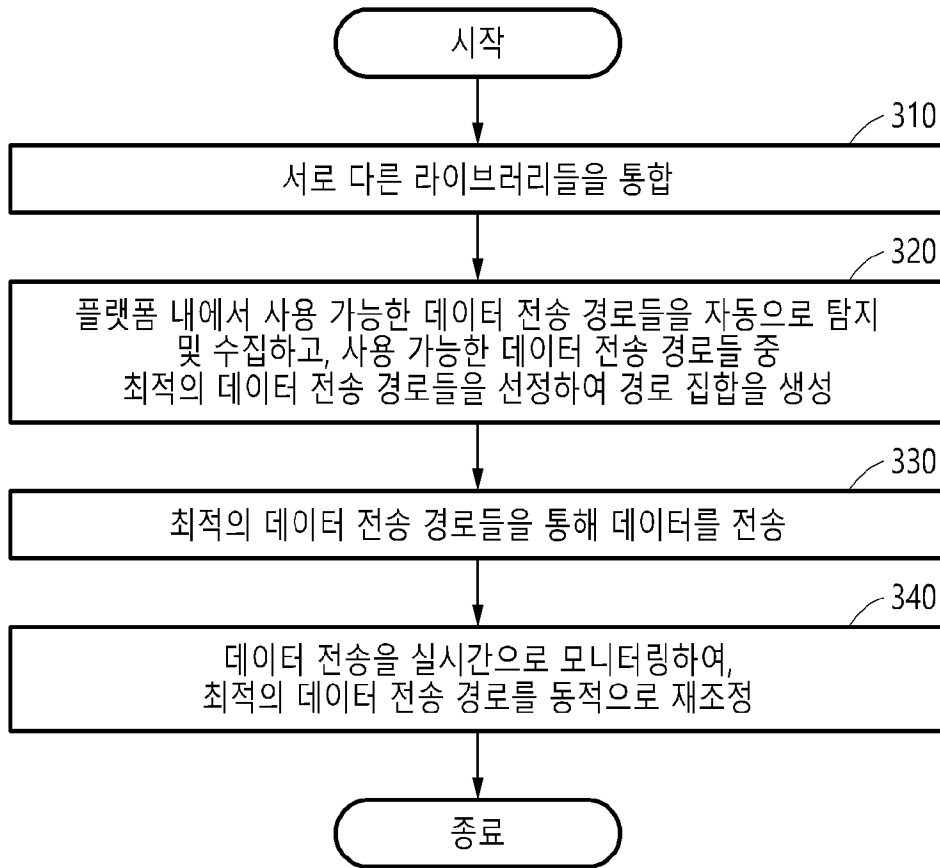 시작
310
서로 다른 라이브러리들을 통합
320
플랫폼 내에서 사용 가능한 데이터 전송 경로들을 자동으로 탐지
및 수집하고, 사용 가능한 데이터 전송 경로들 중
최적의 데이터 전송 경로들을 선정하여 경로 집합을 생성
330
최적의 데이터 전송 경로들을 통해 데이터를 전송
340
데이터 전송을 실시간으로 모니터링하여,
최적의 데이터 전송 경로를 동적으로 재조정
종료